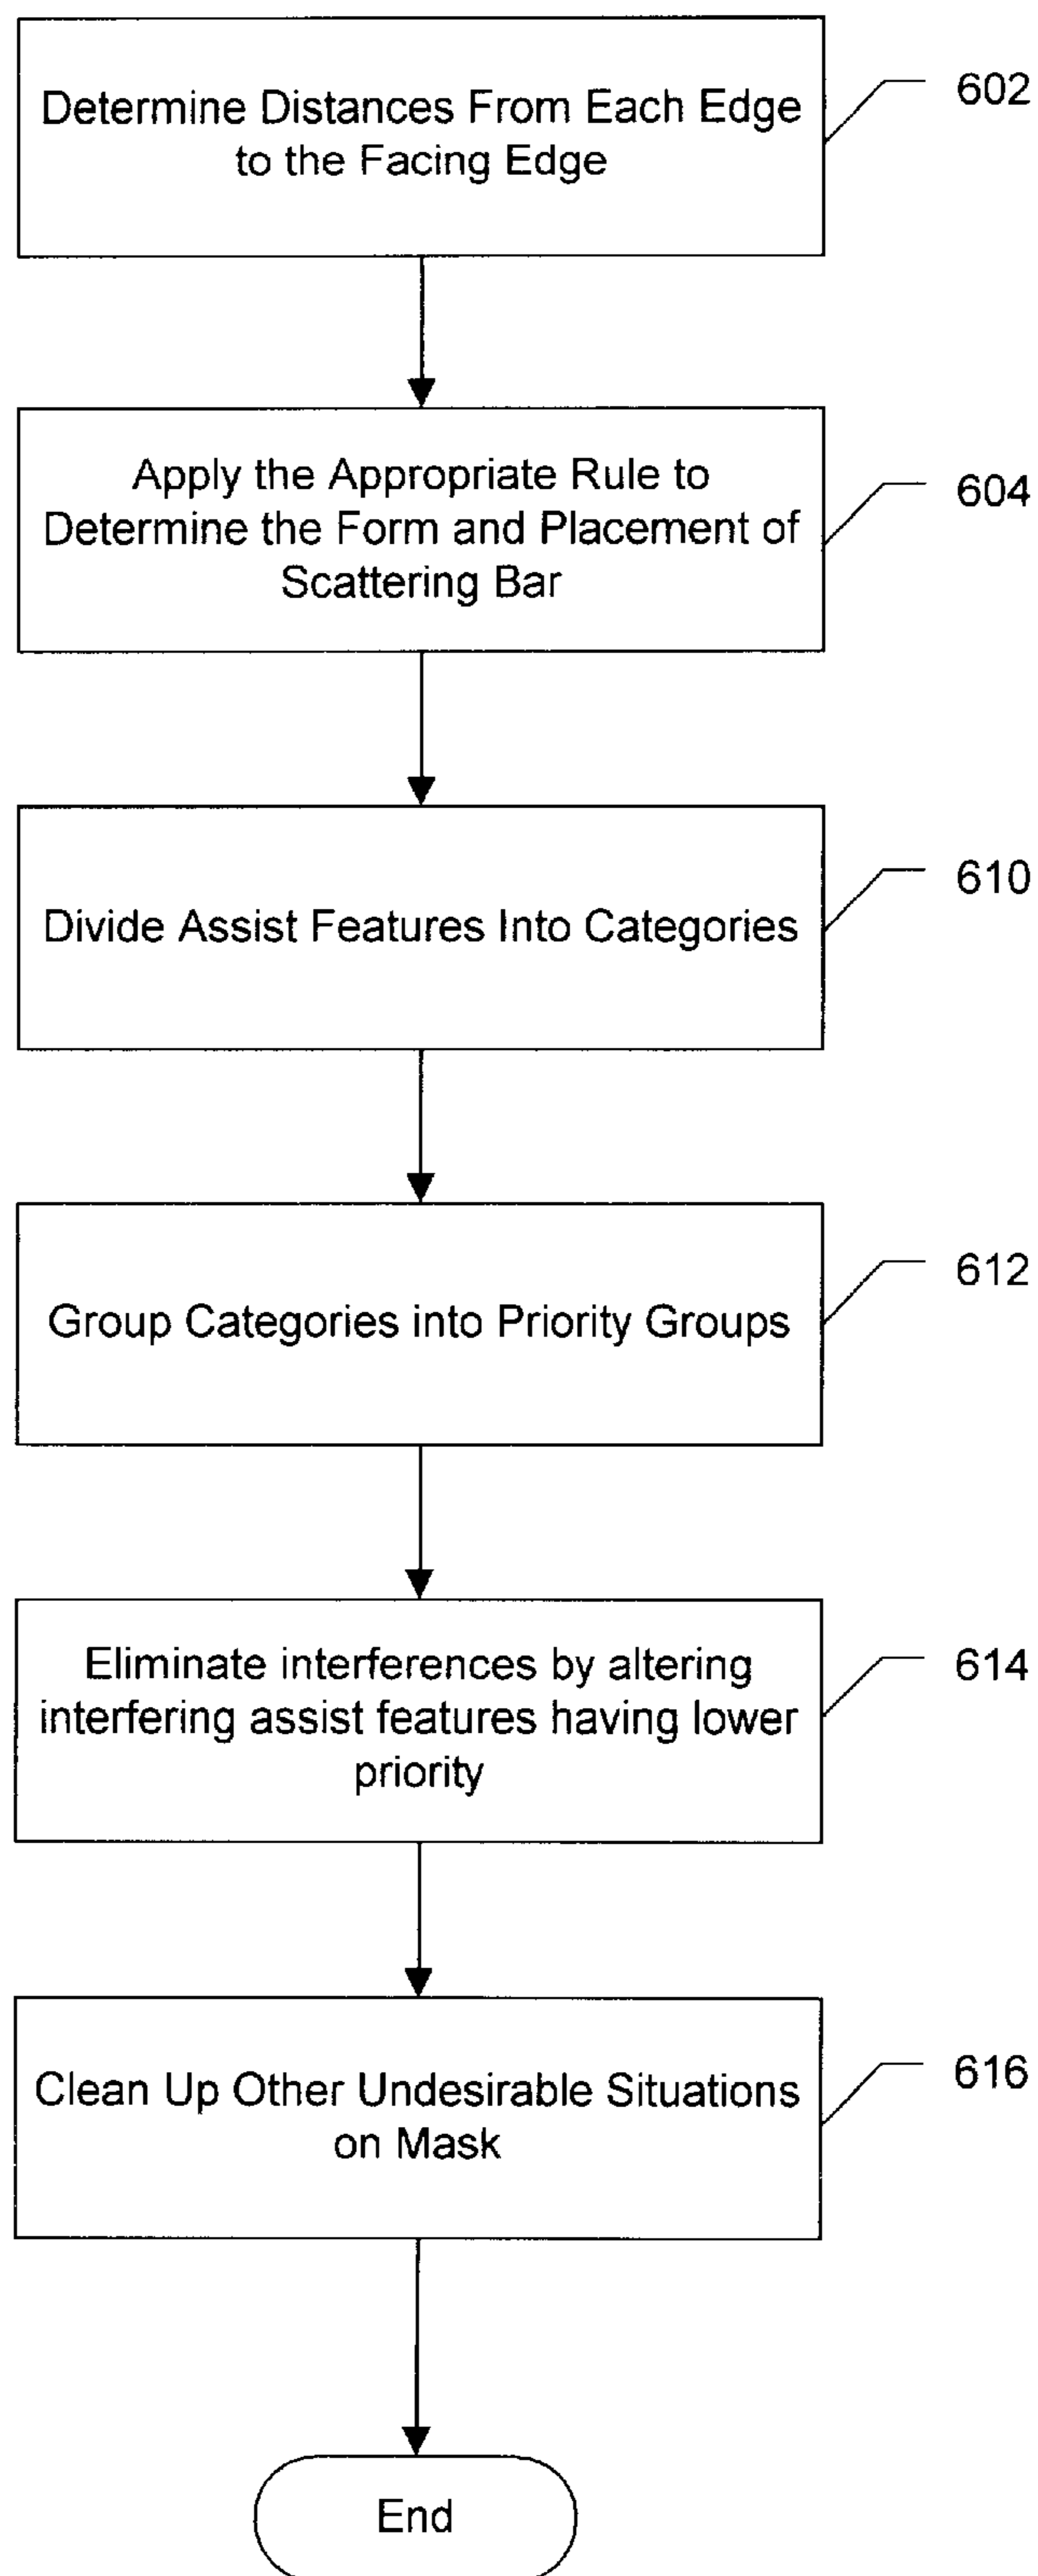 Determine Distances From Each Edge
to the Facing Edge
602
Apply the Appropriate Rule to
Determine the Form and Placement of
Scattering Bar
604
Divide Assist Features Into Categories
610
Group Categories into Priority Groups
612
Eliminate interferences by altering
interfering assist features having lower
priority
614
Clean Up Other Undesirable Situations
on Mask
616
End